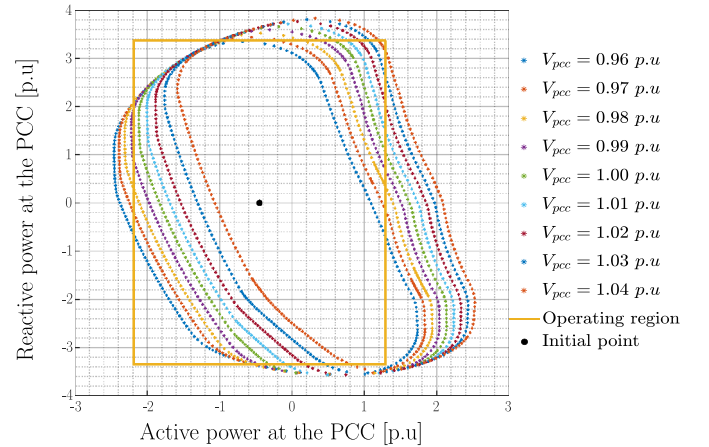 4
3
2
1
0
-1
-2
-3
-4
-3
-2
-1
0
1
2
3
Reactive power at the PCC [p.u]
Active power at the PCC [p.u]
V_pcc = 0.96 p.u
V_pcc = 0.97 p.u
V_pcc = 0.98 p.u
V_pcc = 0.99 p.u
V_pcc = 1.00 p.u
V_pcc = 1.01 p.u
V_pcc = 1.02 p.u
V_pcc = 1.03 p.u
V_pcc = 1.04 p.u
Operating region
Initial point